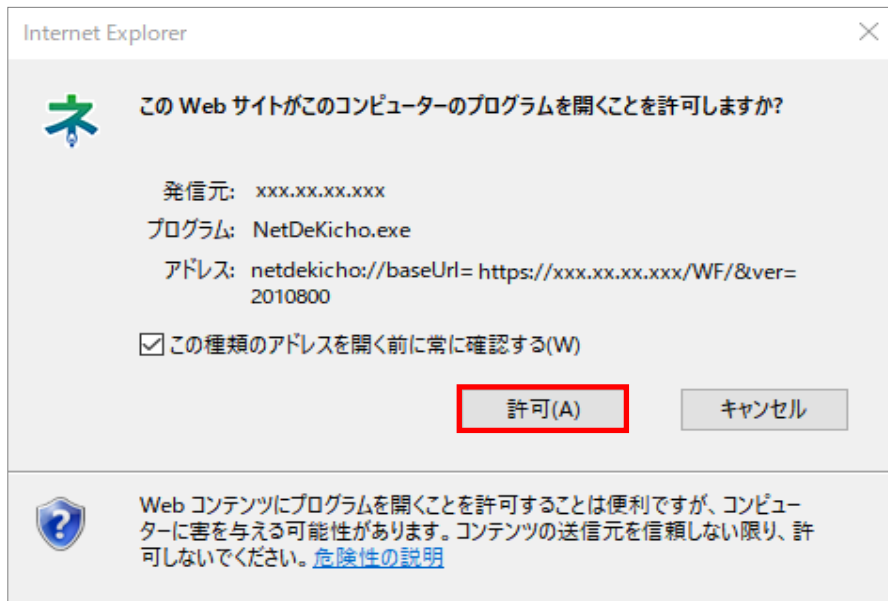 Internet Explorer
この Web サイトがこのコンピューターのプログラムを開くことを許可しますか?
発信元: xxx.xx.xx.xxx
プログラム: NetDeKicho.exe
アドレス: netdekicho://baseUrl= https://xxx.xx.xx.xxx/WF/&ver=
2010800
この種類のアドレスを開く前に常に確認する(W)
許可(A) キャンセル
Web コンテンツにプログラムを開くことを許可することは便利ですが、コンピュー
ターに害を与える可能性があります。コンテンツの送信元を信頼しない限り、許
可しないでください。危険性の説明